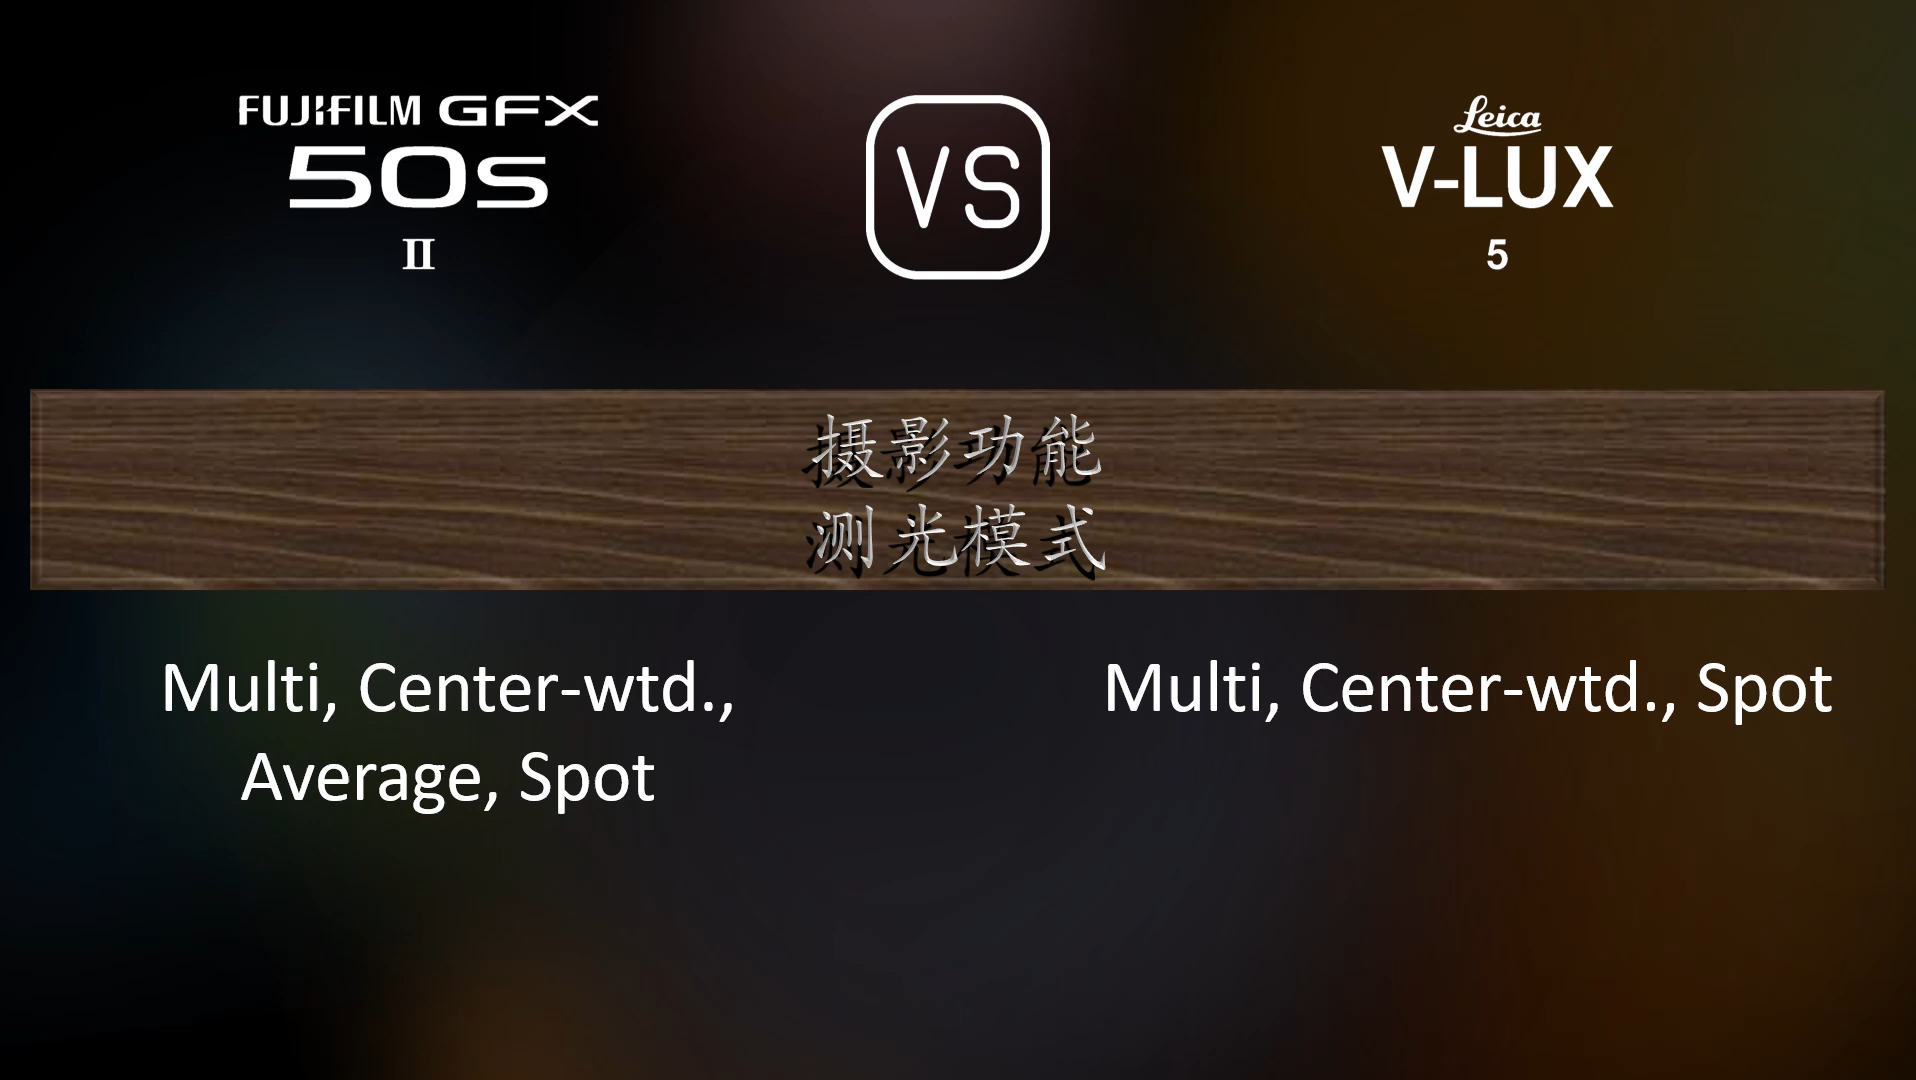 FUJIFILM GFX
50S
II
VS
Leica
V-LUX
5
摄影功能
测光模式
Multi, Center-wtd.,
Average, Spot
Multi, Center-wtd., Spot